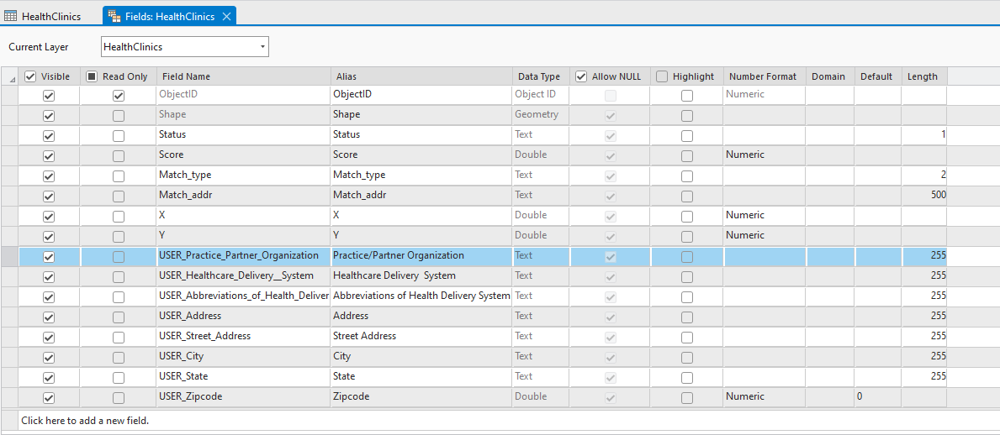 HealthClinics Fields: HealthClinics
Current Layer HealthClinics
Visible Read Only Field Name Alias Data Type Allow NULL Highlight Number Format Domain Default Length
ObjectID ObjectID Object ID Numeric
Shape Shape Geometry
Status Status Text 1
Score Score Double Numeric
Match_type Match_type Text 2
Match_addr Match_addr Text 500
X X Double Numeric
Y Y Double Numeric
USER_Practice_Partner_Organization Practice/Partner Organization Text 255
USER_Healthcare_Delivery__System Healthcare Delivery  System Text 255
USER_Abbreviations_of_Health_Deliver Abbreviations of Health Delivery System Text 255
USER_Address Address Text 255
USER_Street_Address Street Address Text 255
USER_City City Text 255
USER_State State Text 255
USER_Zipcode Zipcode Double Numeric 0
Click here to add a new field.